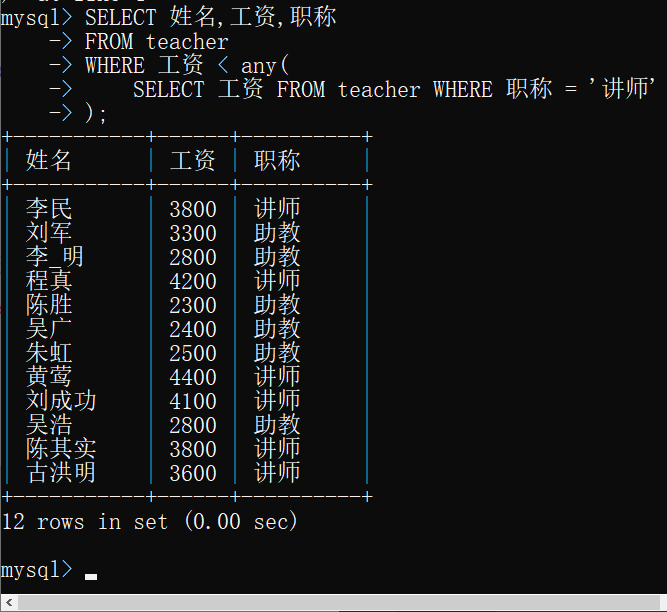 mysql> SELECT 姓名,工资,职称
-> FROM teacher
-> WHERE 工资 < any(
-> SELECT 工资 FROM teacher WHERE 职称 = '讲师'
-> );
+-----------+------+----------+
| 姓名 | 工资 | 职称 |
+-----------+------+----------+
| 李民 | 3800 | 讲师 |
| 刘军 | 3300 | 助教 |
| 李_明 | 2800 | 助教 |
| 程真 | 4200 | 讲师 |
| 陈胜 | 2300 | 助教 |
| 吴广 | 2400 | 助教 |
| 朱虹 | 2500 | 助教 |
| 黄莺 | 4400 | 讲师 |
| 刘成功 | 4100 | 讲师 |
| 吴浩 | 2800 | 助教 |
| 陈其实 | 3800 | 讲师 |
| 古洪明 | 3600 | 讲师 |
+-----------+------+----------+
12 rows in set (0.00 sec)
mysql>